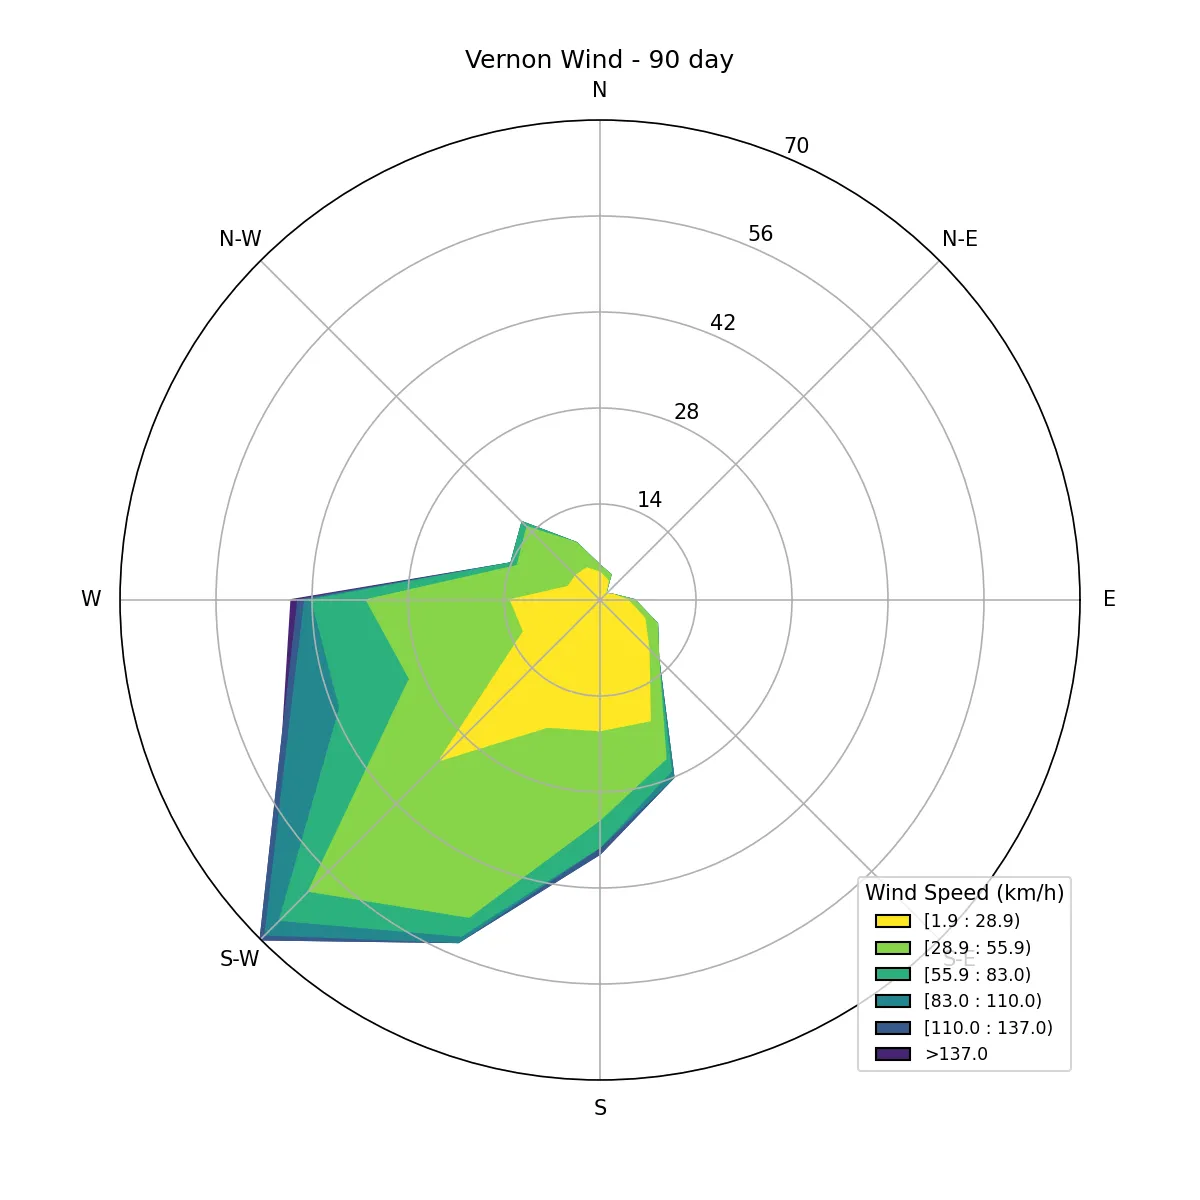 Vernon Wind - 90 day
N
70
N-W
N-E
56
42
28
14
W
E
S-W
S-E
S
Wind Speed (km/h)
[1.9 : 28.9)
[28.9 : 55.9)
[55.9 : 83.0)
[83.0 : 110.0)
[110.0 : 137.0)
>137.0